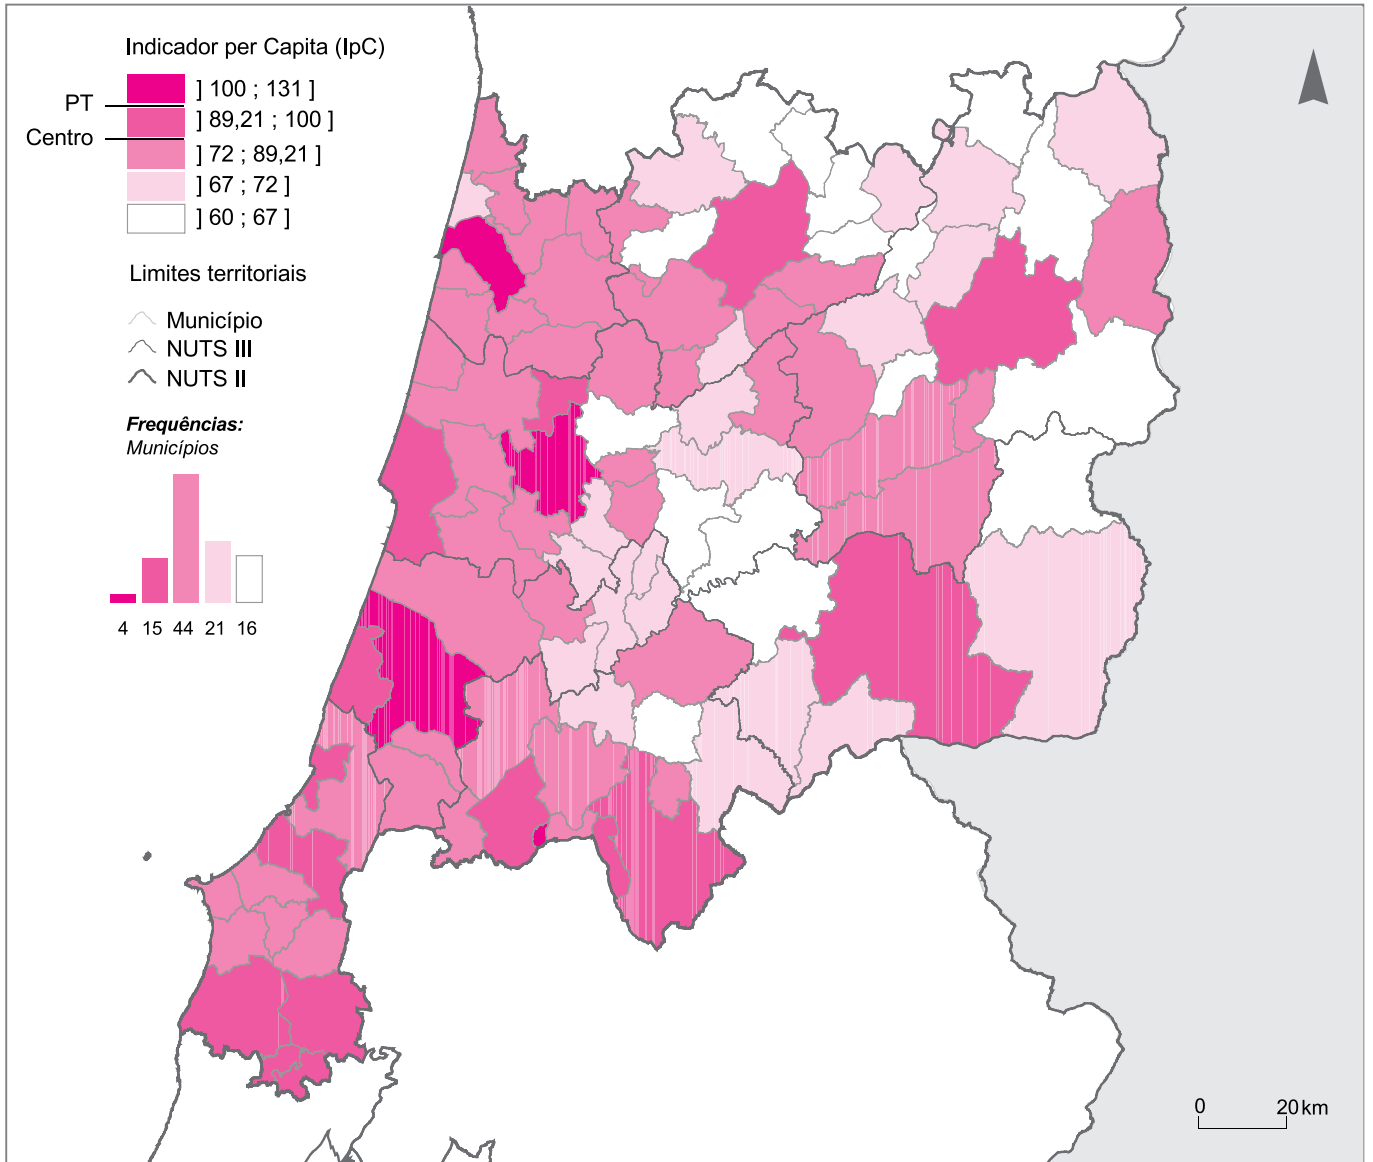 Indicador per Capita (IpC)
] 100 ; 131 ]
PT
] 89,21 ; 100 ]
Centro
] 72 ; 89,21 ]
] 67 ; 72 ]
] 60 ; 67 ]
Limites territoriais
Município
NUTS III
NUTS II
Frequências:
Municípios
4 15 44 21 16
0 20 km